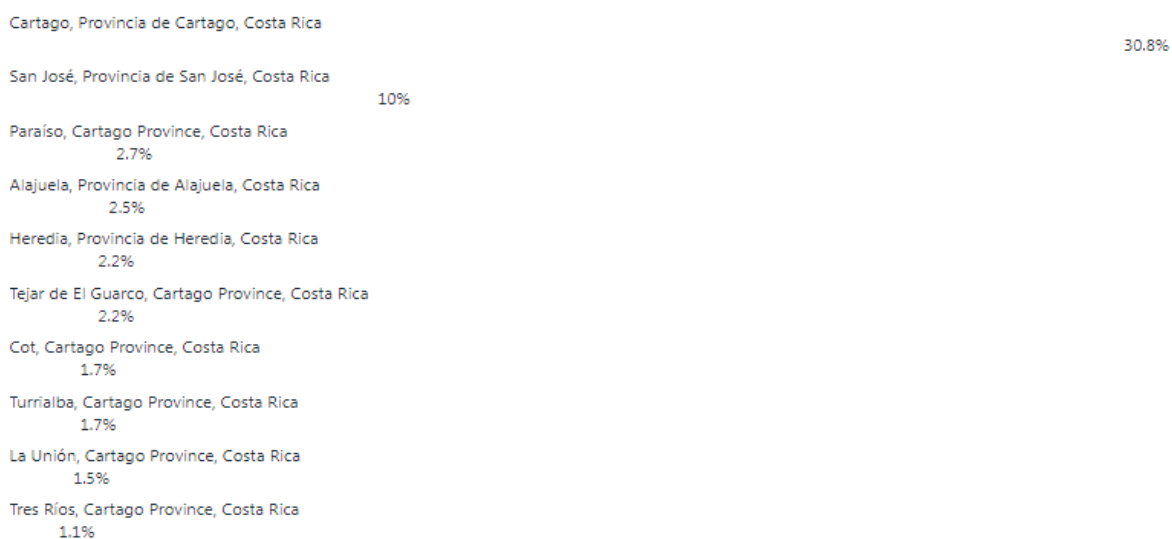 Cartago, Provincia de Cartago, Costa Rica
30.8%
San José, Provincia de San José, Costa Rica
10%
Paraíso, Cartago Province, Costa Rica
2.7%
Alajuela, Provincia de Alajuela, Costa Rica
2.5%
Heredia, Provincia de Heredia, Costa Rica
2.2%
Tejar de El Guarco, Cartago Province, Costa Rica
2.2%
Cot, Cartago Province, Costa Rica
1.7%
Turrialba, Cartago Province, Costa Rica
1.7%
La Unión, Cartago Province, Costa Rica
1.5%
Tres Ríos, Cartago Province, Costa Rica
1.1%